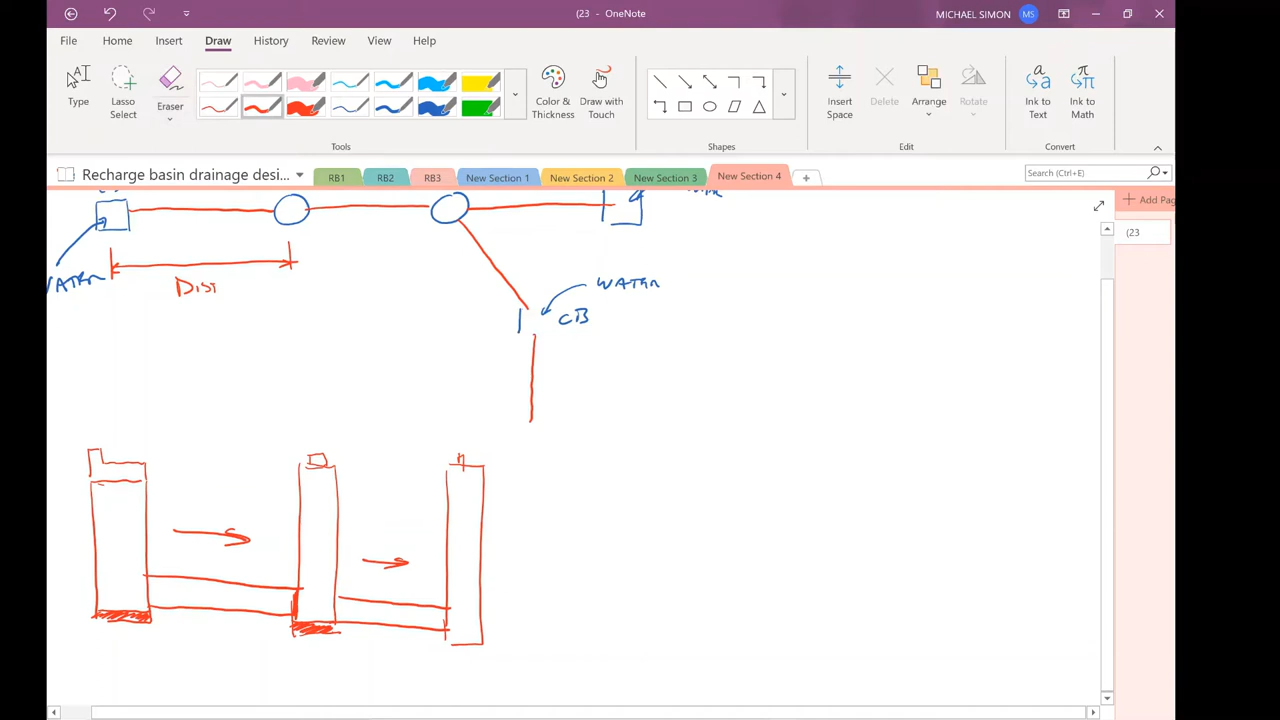 (23 - OneNote
MICHAEL SIMON
MS
File Home Insert Draw History Review View Help
Type
Lasso Select
Eraser
Color & Thickness
Draw with Touch
Insert Space
Delete
Arrange
Rotate
Ink to Text
Ink to Math
Tools
Shapes
Edit
Convert
Recharge basin drainage desi...
RB1
RB2
RB3
New Section 1
New Section 2
New Section 3
New Section 4
Search (Ctrl+E)
Add Pag
(23
WATER
DIST
WATER
CB